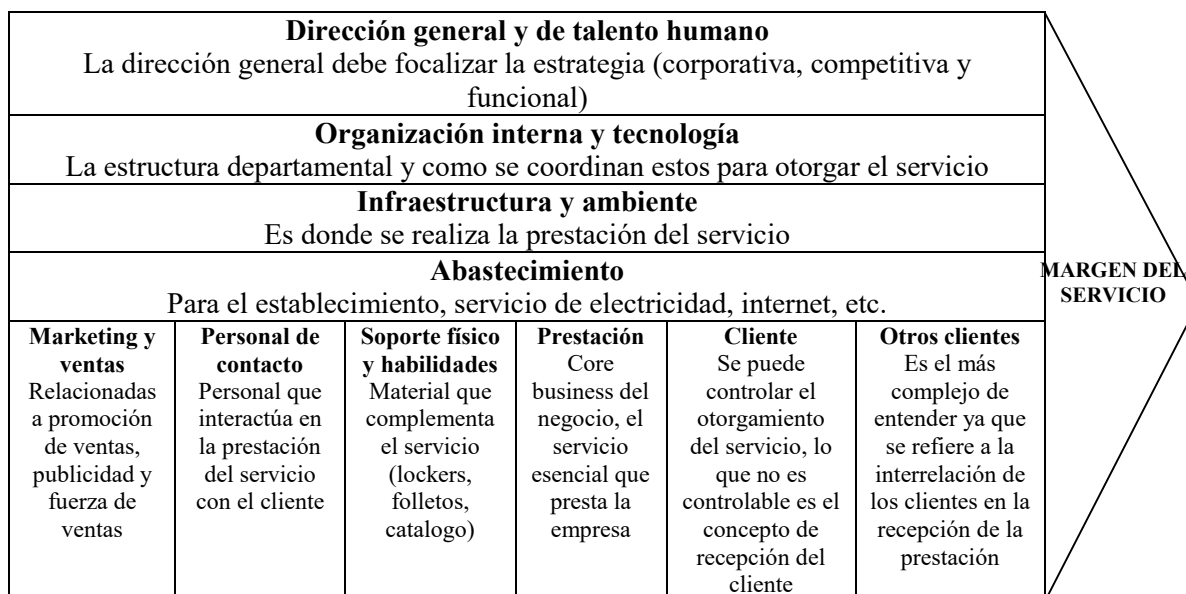 Dirección general y de talento humano
La dirección general debe focalizar la estrategia (corporativa, competitiva y
funcional)
Organización interna y tecnología
La estructura departamental y como se coordinan estos para otorgar el servicio
Infraestructura y ambiente
Es donde se realiza la prestación del servicio
Abastecimiento
Para el establecimiento, servicio de electricidad, internet, etc.
MARGEN DEL
SERVICIO
Marketing y
ventas
Relacionadas
a promoción
de ventas,
publicidad y
fuerza de
ventas
Personal de
contacto
Personal que
interactúa en
la prestación
del servicio
con el cliente
Soporte físico
y habilidades
Material que
complementa
el servicio
(lockers,
folletos,
catalogo)
Prestación
Core
business del
negocio, el
servicio
esencial que
presta la
empresa
Cliente
Se puede
controlar el
otorgamiento
del servicio, lo
que no es
controlable es el
concepto de
recepción del
cliente
Otros clientes
Es el más
complejo de
entender ya que
se refiere a la
interrelación de
los clientes en la
recepción de la
prestación